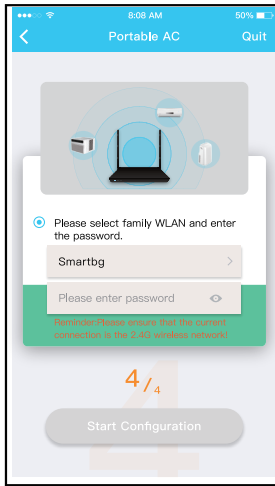 8:08 AM
50%
Portable AC
Quit
Please select family WLAN and enter
the password.
Smartbg
Please enter password
Reminder:Please ensure that the current
connection is the 2.4G wireless network!
4/4
Start Configuration